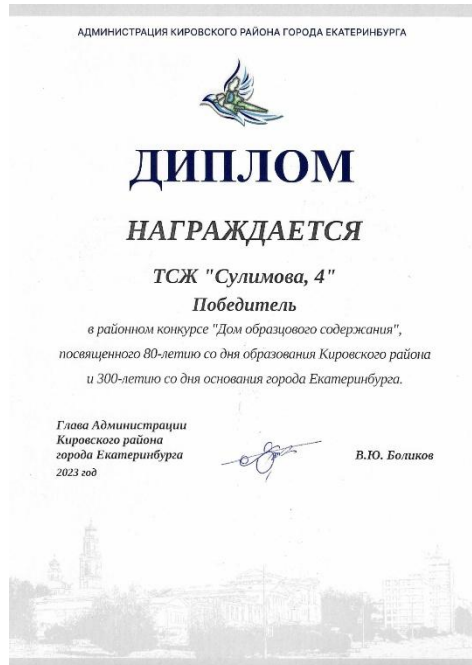 АДМИНИСТРАЦИЯ КИРОВСКОГО РАЙОНА ГОРОДА ЕКАТЕРИНБУРГА
ДИПЛОМ
НАГРАЖДАЕТСЯ
ТСЖ "Сулимова, 4"
Победитель
в районном конкурсе "Дом образцового содержания",
посвященного 80-летию со дня образования Кировского района
и 300-летию со дня основания города Екатеринбурга.
Глава Администрации
Кировского района
города Екатеринбурга
В.Ю. Боликов
2023 год